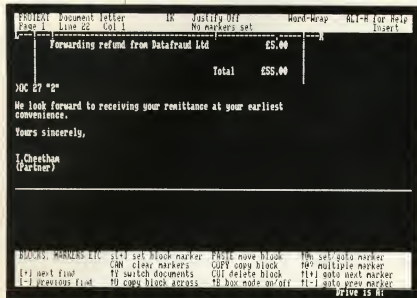 PROTEXT Document letter 1K Justify Off Word-Wrap ALT-H for Help
Page 1 Line 22 Col 1 No markers set Insert
Forwarding refund from Datafraud Ltd £5.00
Total £55.00
>OC 27 "2"
We look forward to receiving your remittance at your earliest
convenience.
Yours sincerely,
I.Cheetham
(Partner)
BLOCKS, MARKERS ETC s[+] set block marker PASTE move block ↑@n set/goto marker
CAN clear markers COPY copy block ↑@? multiple marker
[+] next find ↑Y switch documents CUT delete block ↑[+] goto next marker
[-] previous find ↑U copy block across ↑B box mode on/off ↑[-] goto prev marker
Drive is A: